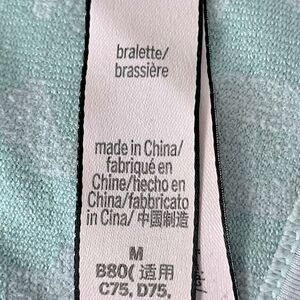 bralette/
brassière
made in China/
fabriqué en
Chine/hecho en
China/fabbricato
in Cina/ 中國制造
M
B80( 适用
C75, D75,